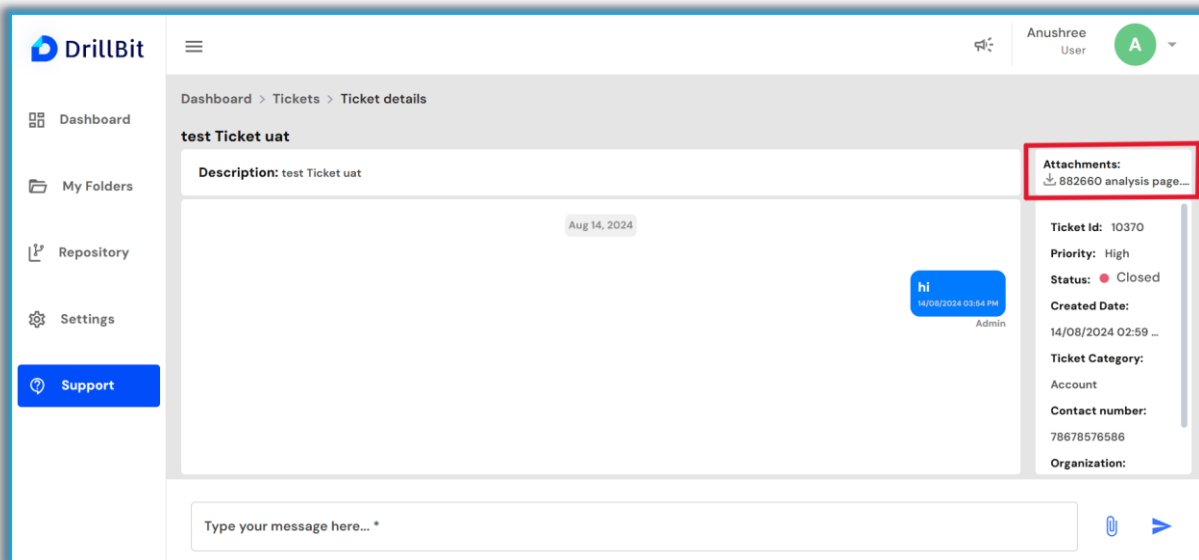 DrillBit
Anushree
User
A
Dashboard
My Folders
Repository
Settings
Support
Dashboard > Tickets > Ticket details
test Ticket uat
Description: test Ticket uat
Attachments:
882660 analysis page....
Aug 14, 2024
hi
14/08/2024 03:54 PM
Admin
Ticket Id: 10370
Priority: High
Status: Closed
Created Date:
14/08/2024 02:59 ...
Ticket Category:
Account
Contact number:
78678576586
Organization:
Type your message here... *